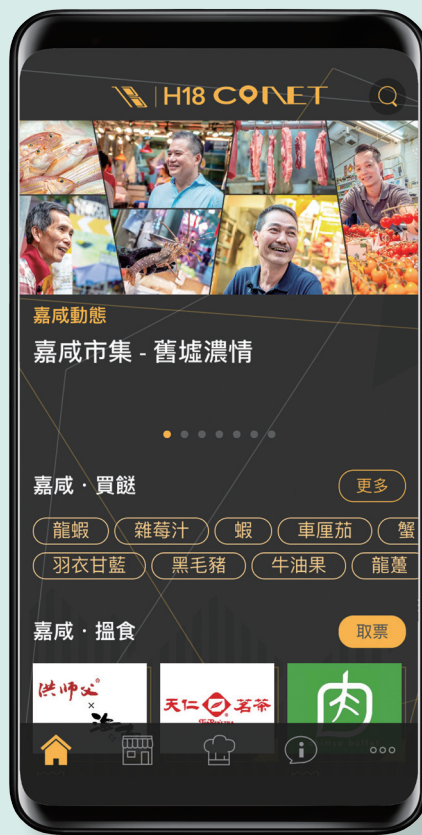 H18 CONET
嘉咸動態
嘉咸市集 - 舊墟濃情
嘉咸 · 買餸
更多
龍蝦 雜莓汁 蝦 車厘茄 蟹
羽衣甘藍 黑毛豬 牛油果 龍躉
嘉咸 · 搵食
取票
洪師父
×
天仁 茗茶
肉